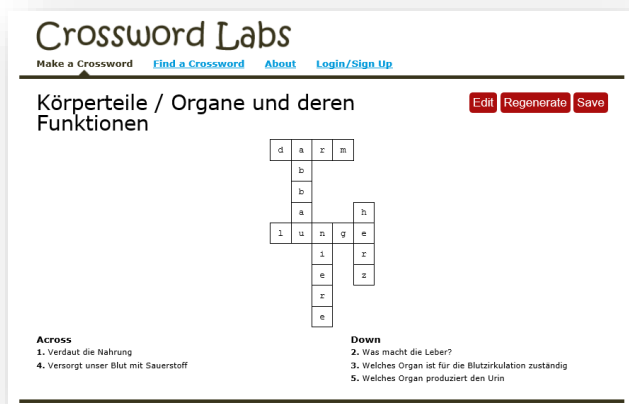 Crossword Labs
Make a Crossword Find a Crossword About Login/Sign Up
Körperteile / Organe und deren
Funktionen
Edit Regenerate Save
d a r m
b
b
a h
l u n g e
i r
e z
r
e
Across
1. Verdaut die Nahrung
4. Versorgt unser Blut mit Sauerstoff
Down
2. Was macht die Leber?
3. Welches Organ ist für die Blutzirkulation zuständig
5. Welches Organ produziert den Urin